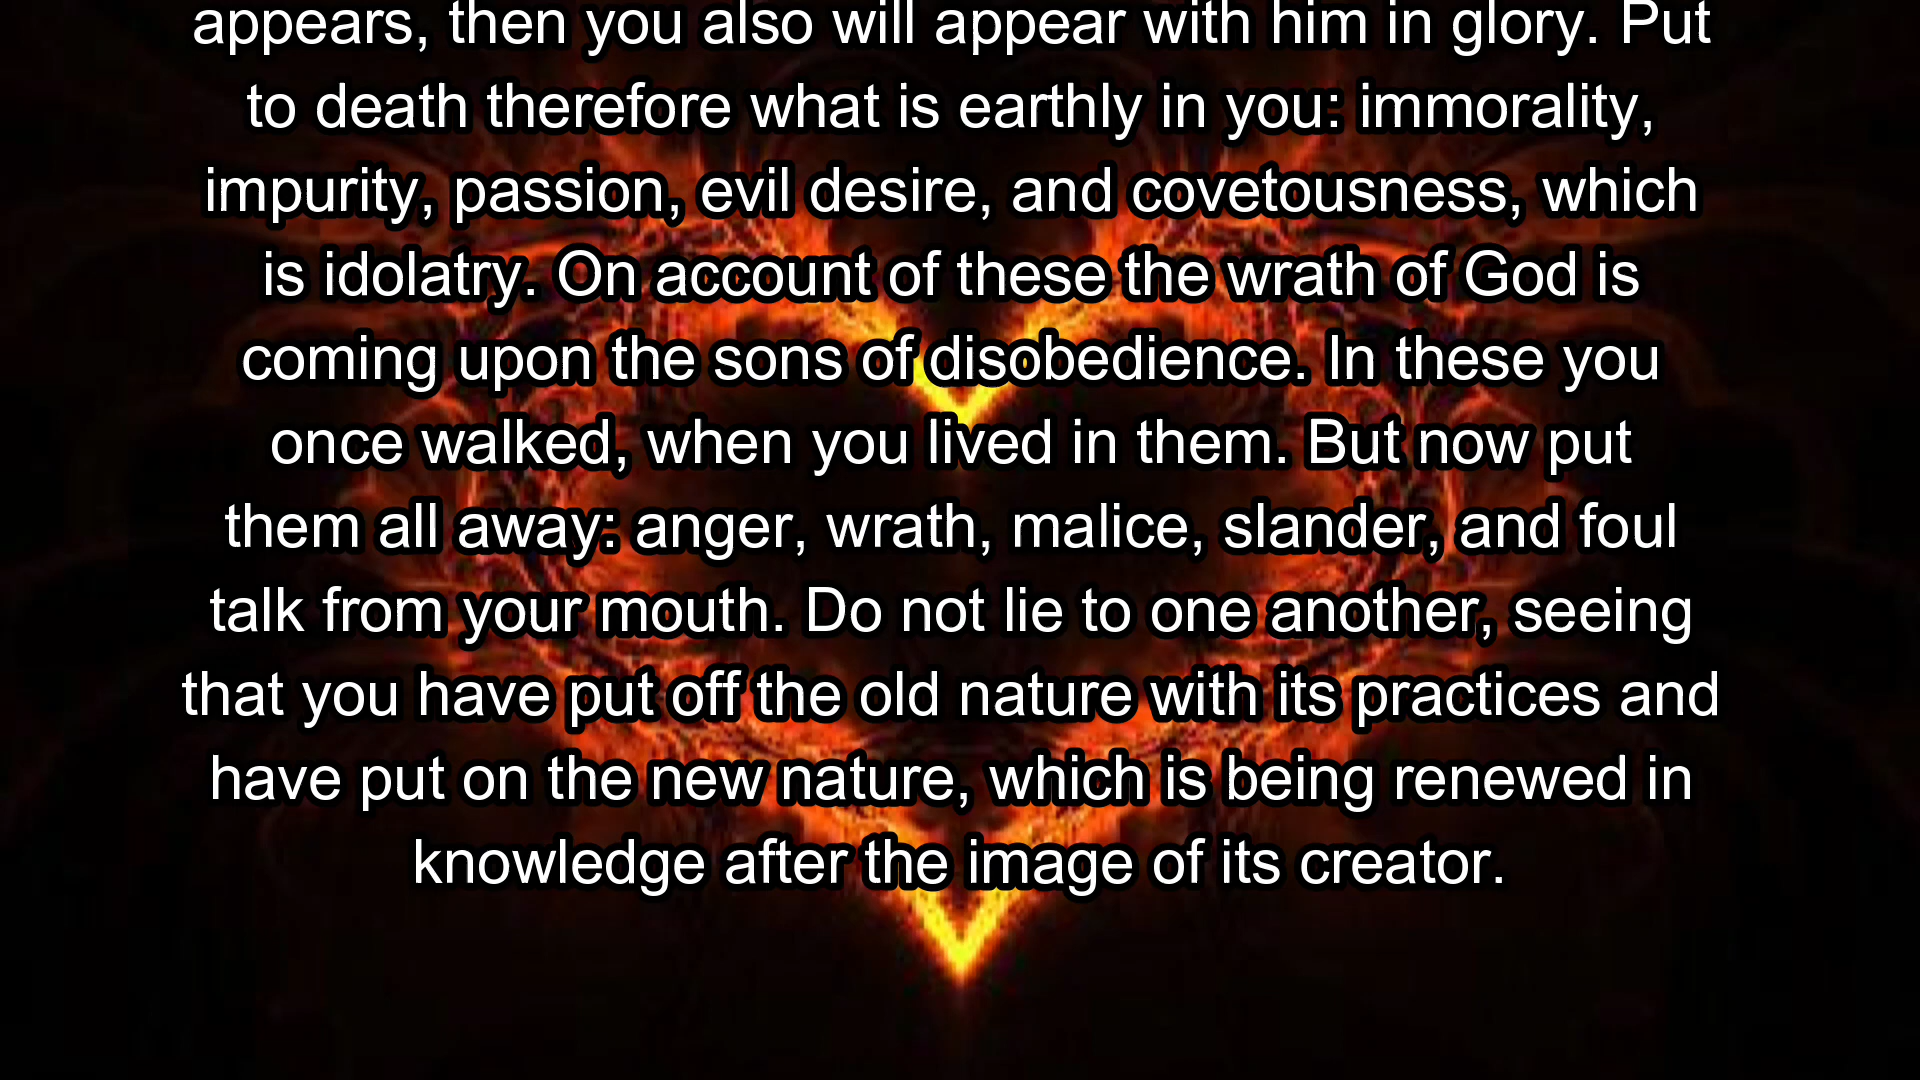 appears, then you also will appear with him in glory. Put
to death therefore what is earthly in you: immorality,
impurity, passion, evil desire, and covetousness, which
is idolatry. On account of these the wrath of God is
coming upon the sons of disobedience. In these you
once walked, when you lived in them. But now put
them all away: anger, wrath, malice, slander, and foul
talk from your mouth. Do not lie to one another, seeing
that you have put off the old nature with its practices and
have put on the new nature, which is being renewed in
knowledge after the image of its creator.